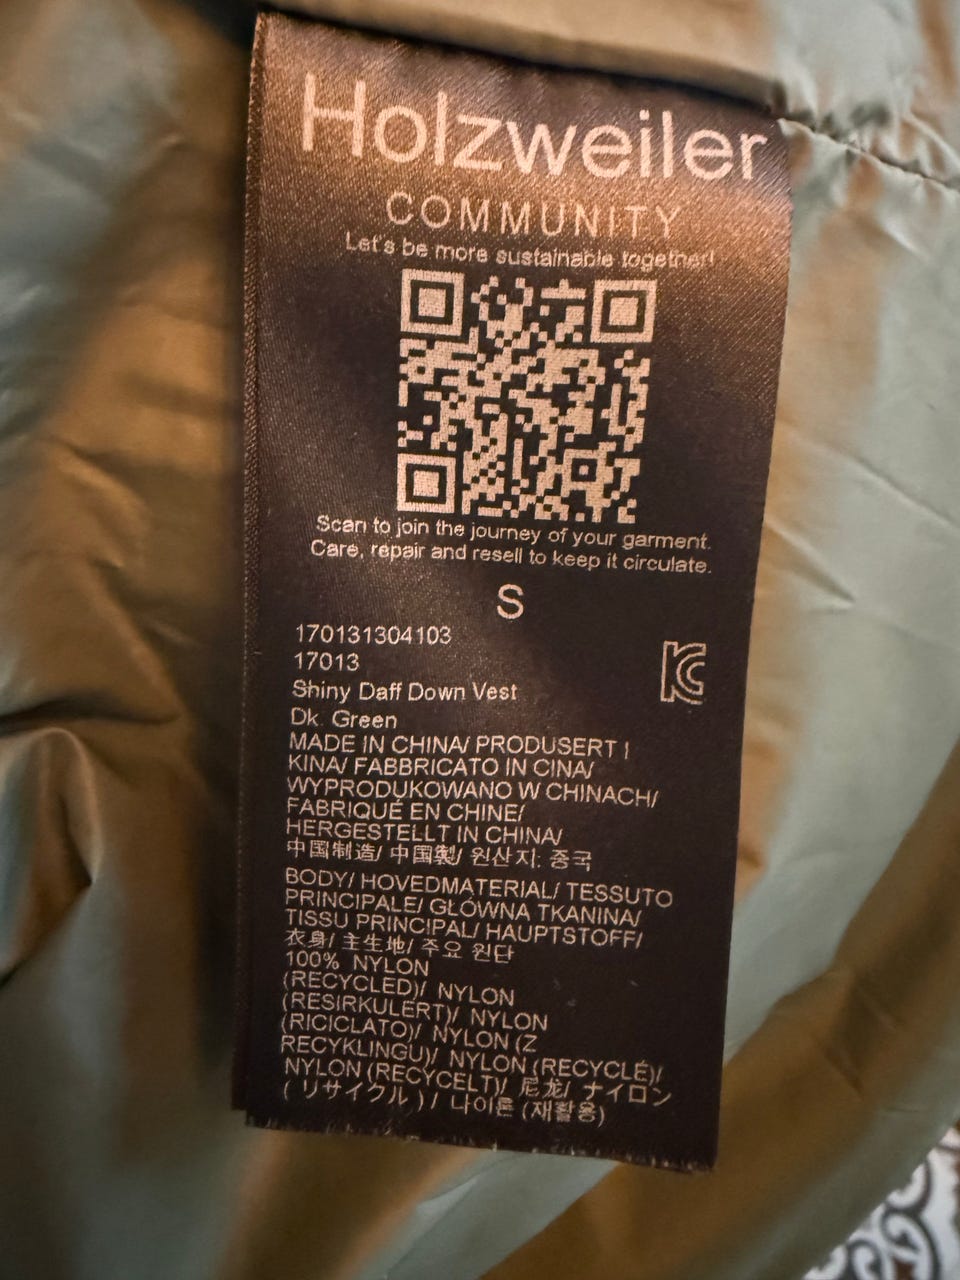 Holzweiler
COMMUNITY
Let's be more sustainable together!
Scan to join the journey of your garment.
Care, repair and resell to keep it circulate.
S
170131304103
17013
Shiny Daff Down Vest
Dk. Green
MADE IN CHINA/ PRODUSERT I
KINA/ FABBRICATO IN CINA/
WYPRODUKOWANO W CHINACH/
FABRIQUÉ EN CHINE/
HERGESTELLT IN CHINA/
中国制造/ 中国製/ 원산지: 중국
BODY/ HOVEDMATERIAL/ TESSUTO
PRINCIPALE/ GŁÓWNA TKANINA/
TISSU PRINCIPAL/ HAUPTSTOFF/
衣身/ 主生地/ 주요 원단
100% NYLON
(RECYCLED)/ NYLON
(RESIRKULERT)/ NYLON
(RICICLATO)/ NYLON (Z
RECYKLINGU)/ NYLON (RECYCLÉ)/
NYLON (RECYCELT)/ 尼龙/ ナイロン
( リサイクル ) / 나이론 (재활용)